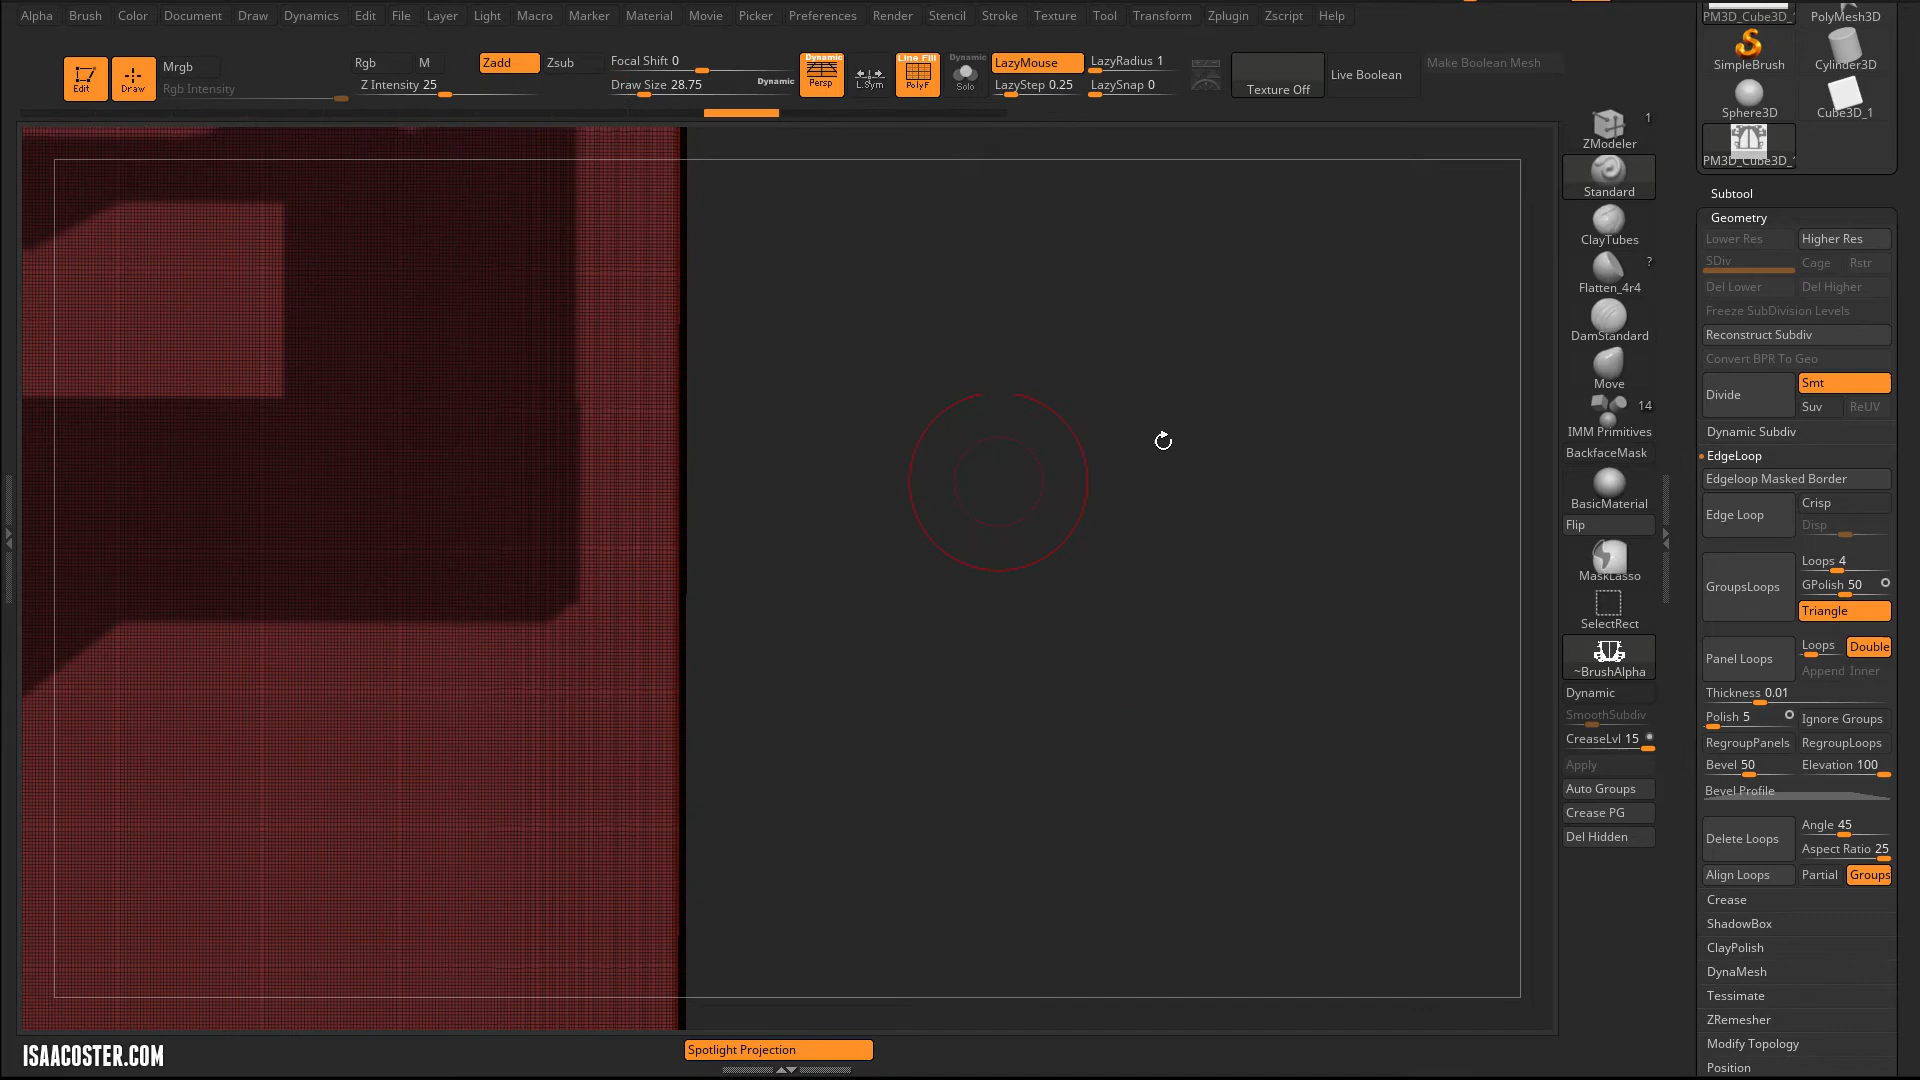 Alpha Brush Color Document Draw Dynamics Edit File Layer Light Macro Marker Material Movie Picker Preferences Render Stencil Stroke Texture Tool Transform Zplugin Zscript Help
Edit
Draw
Mrgb
Rgb Intensity
Rgb
M
Z Intensity 25
Zadd
Zsub
Focal Shift 0
Draw Size 28.75
Dynamic
Dynamic
Persp
L.Sym
Line Fill
PolyF
Dynamic
Solo
LazyMouse
LazyStep 0.25
LazyRadius 1
LazySnap 0
Texture Off
Live Boolean
Make Boolean Mesh
1
ZModeler
Standard
ClayTubes
?
Flatten_4r4
DamStandard
Move
14
IMM Primitives
BackfaceMask
BasicMaterial
Flip
MaskLasso
SelectRect
~BrushAlpha
Dynamic
SmoothSubdiv
CreaseLvl 15
Apply
Auto Groups
Crease PG
Del Hidden
PM3D_Cube3D_
PolyMesh3D
SimpleBrush
Cylinder3D
Sphere3D
Cube3D_1
PM3D_Cube3D_
Subtool
Geometry
Lower Res
Higher Res
SDiv
Cage
Rstr
Del Lower
Del Higher
Freeze SubDivision Levels
Reconstruct Subdiv
Convert BPR To Geo
Divide
Smt
Suv
ReUV
Dynamic Subdiv
EdgeLoop
Edgeloop Masked Border
Edge Loop
Crisp
Disp
GroupsLoops
Loops 4
GPolish 50
Triangle
Panel Loops
Loops
Double
Append
Inner
Thickness 0.01
Polish 5
Ignore Groups
RegroupPanels
RegroupLoops
Bevel 50
Elevation 100
Bevel Profile
Delete Loops
Angle 45
Aspect Ratio 25
Align Loops
Partial
Groups
Crease
ShadowBox
ClayPolish
DynaMesh
Tessimate
ZRemesher
Modify Topology
Position
ISAACOSTER.COM
Spotlight Projection